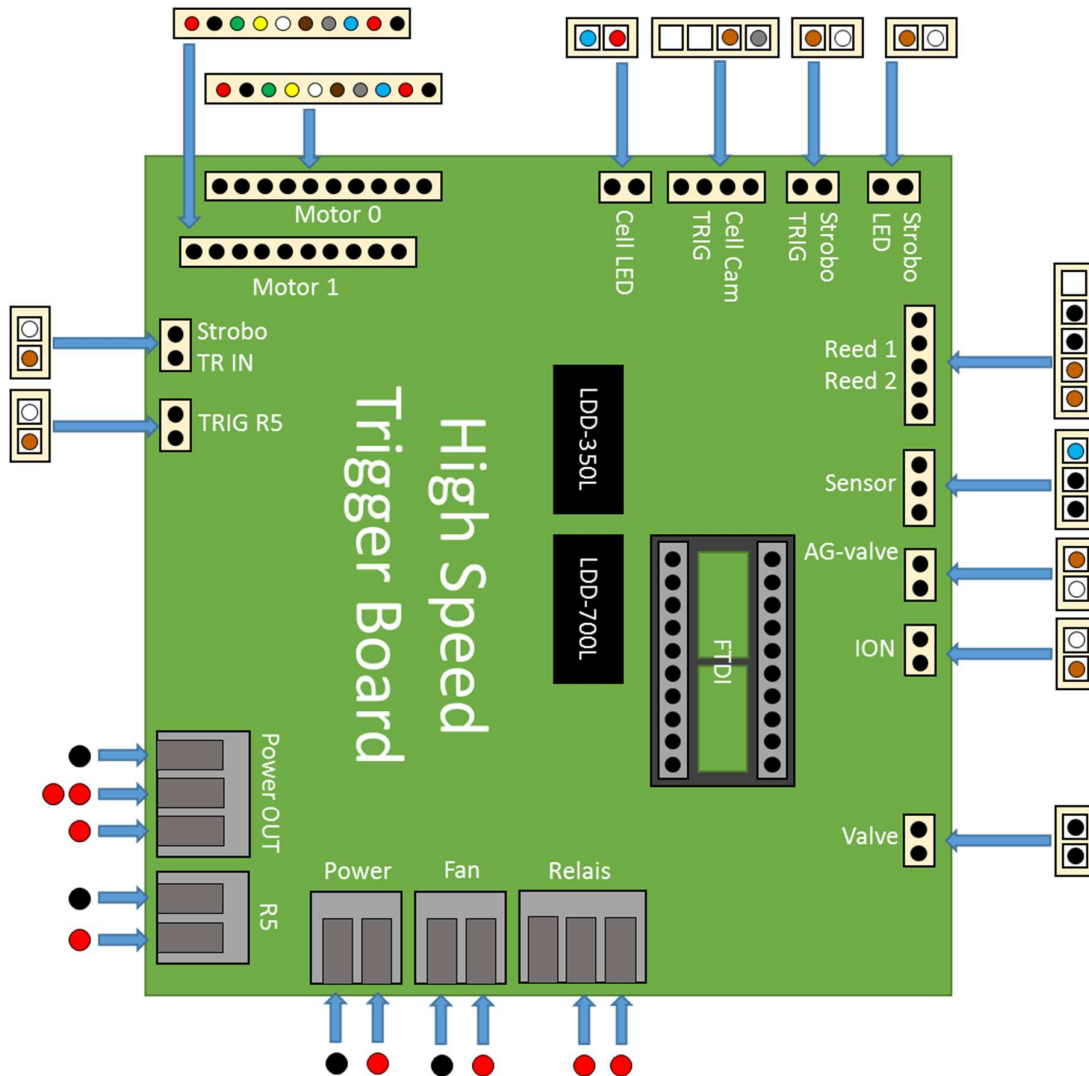 Motor 0
Motor 1
Cell LED
Cell Cam
TRIG
Strobo
TRIG
Strobo
LED
Strobo
TR IN
TRIG R5
Reed 1
Reed 2
Sensor
AG-valve
ION
Valve
LDD-350L
LDD-700L
FTDI
High Speed
Trigger Board
Power OUT
R5
Power
Fan
Relais